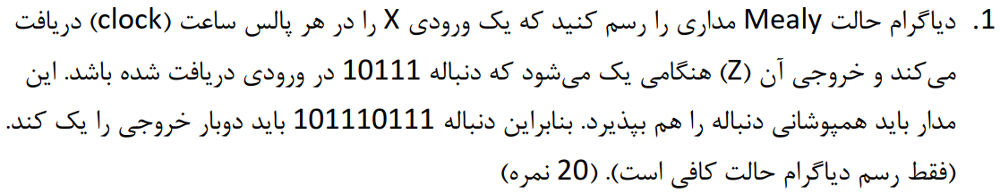 1. دیاگرام حالت Mealy مداری را رسم کنید که یک ورودی X را در هر پالس ساعت (clock) دریافت
می‌کند و خروجی آن (Z) هنگامی یک می‌شود که دنباله 10111 در ورودی دریافت شده باشد. این
مدار باید همپوشانی دنباله را هم بپذیرد. بنابراین دنباله 101110111 باید دوبار خروجی را یک کند.
(فقط رسم دیاگرام حالت کافی است). (20 نمره)